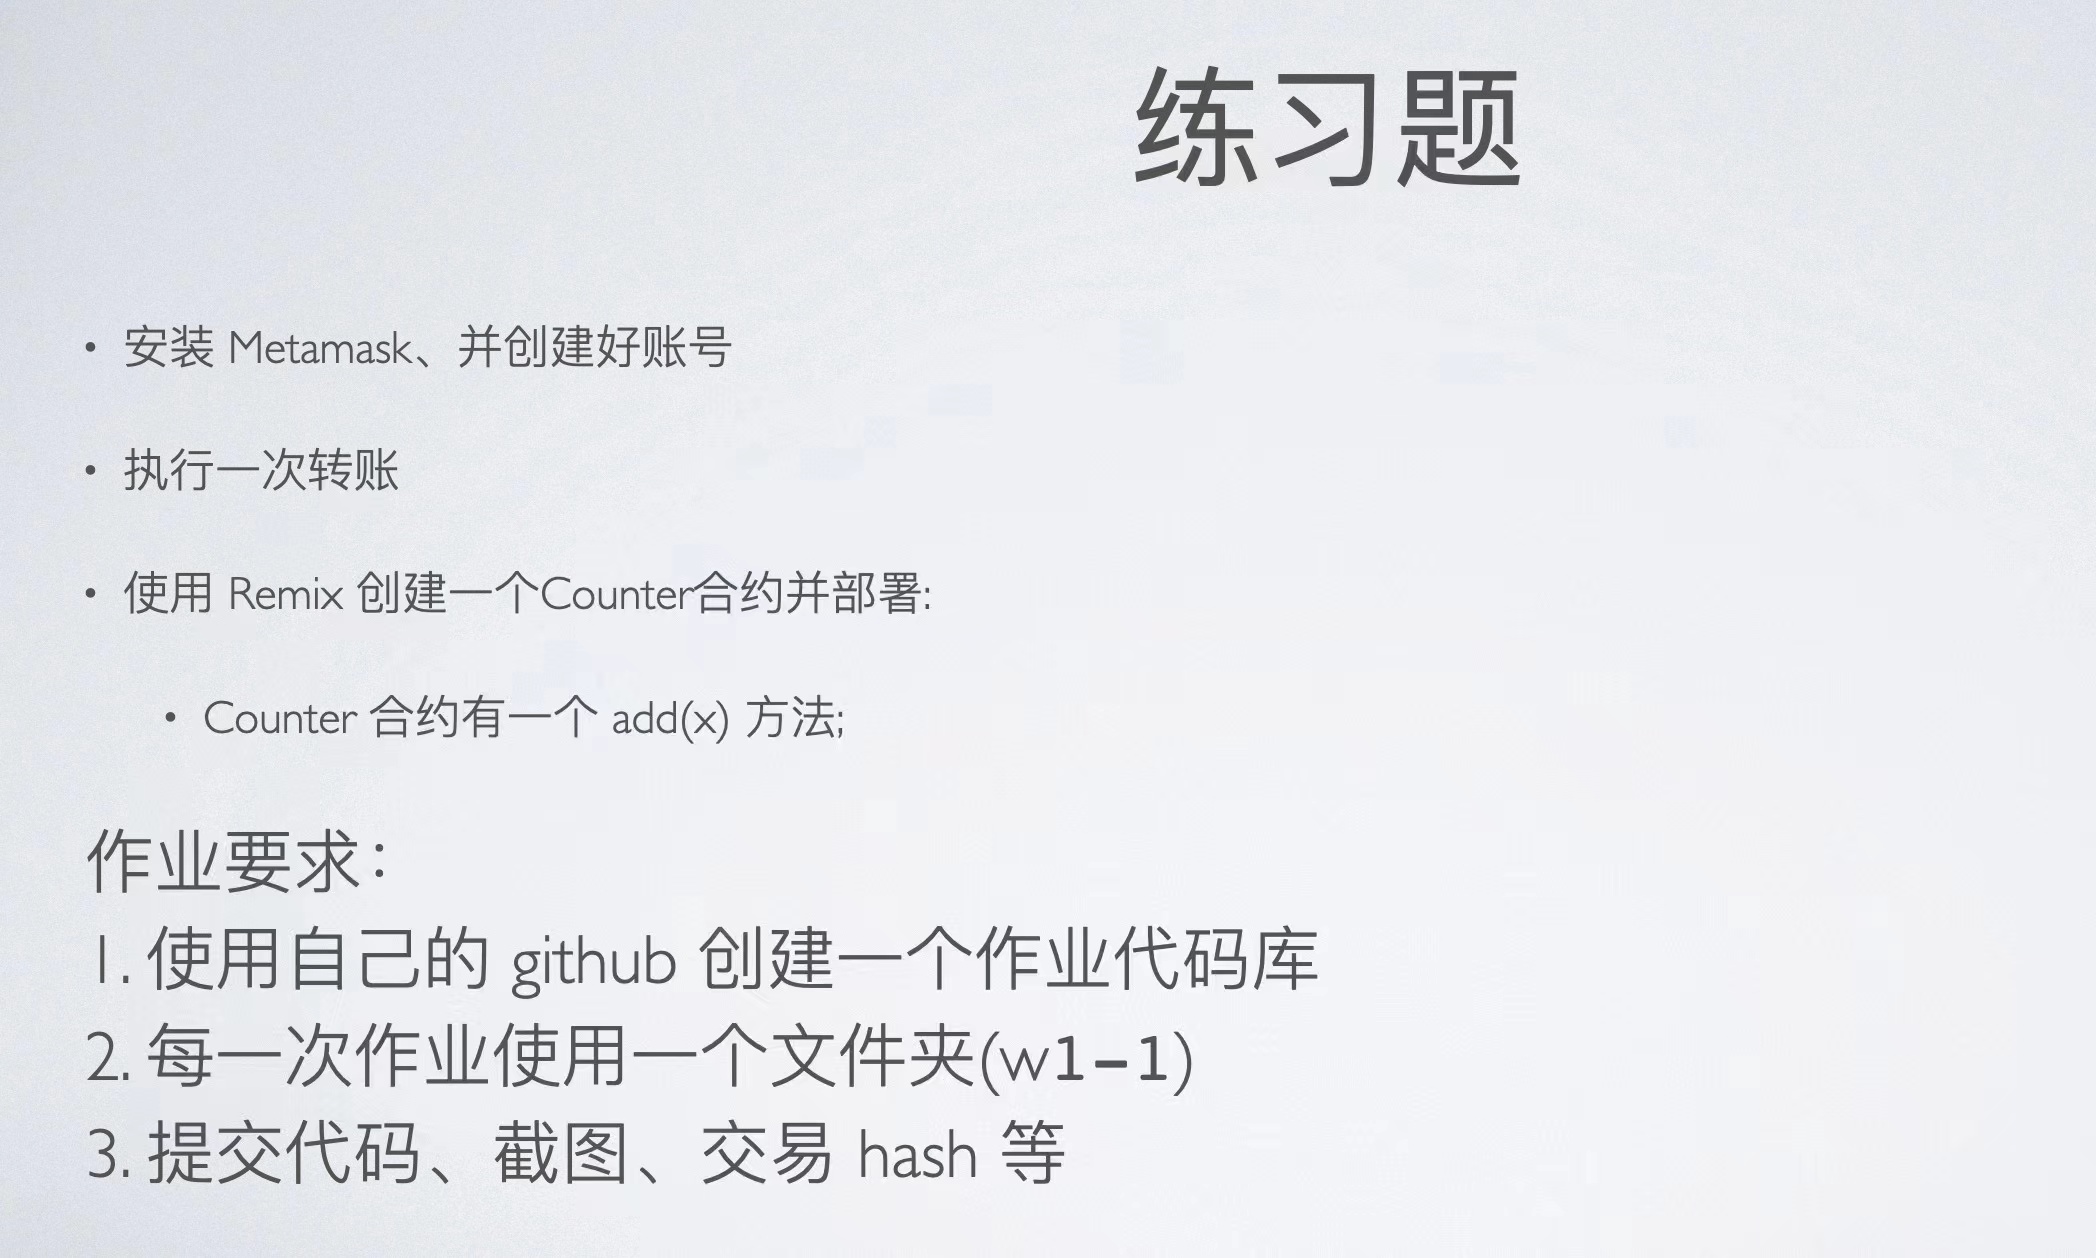 练习题
• 安装 Metamask、并创建好账号
• 执行一次转账
• 使用 Remix 创建一个Counter合约并部署:
• Counter 合约有一个 add(x) 方法;
作业要求：
1. 使用自己的 github 创建一个作业代码库
2. 每一次作业使用一个文件夹(w1-1)
3. 提交代码、截图、交易 hash 等